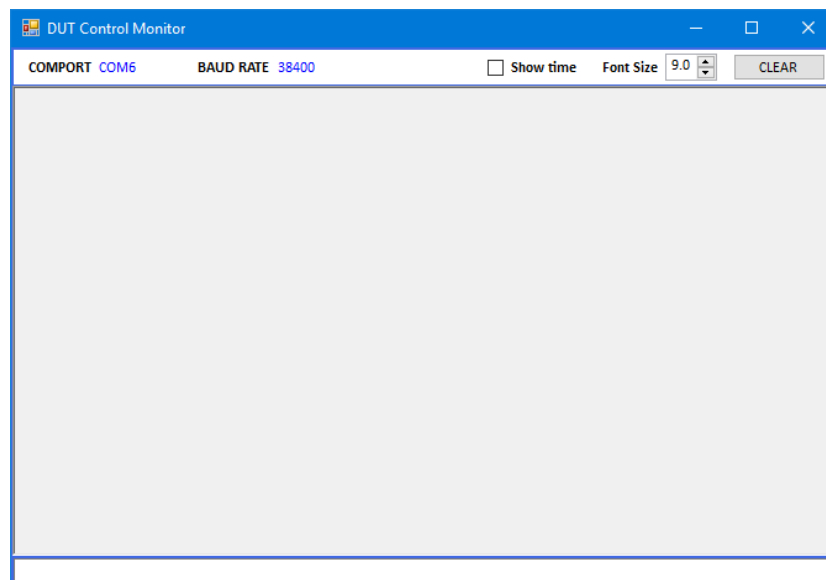 DUT Control Monitor
COMPORT COM6 BAUD RATE 38400 Show time Font Size 9.0 CLEAR